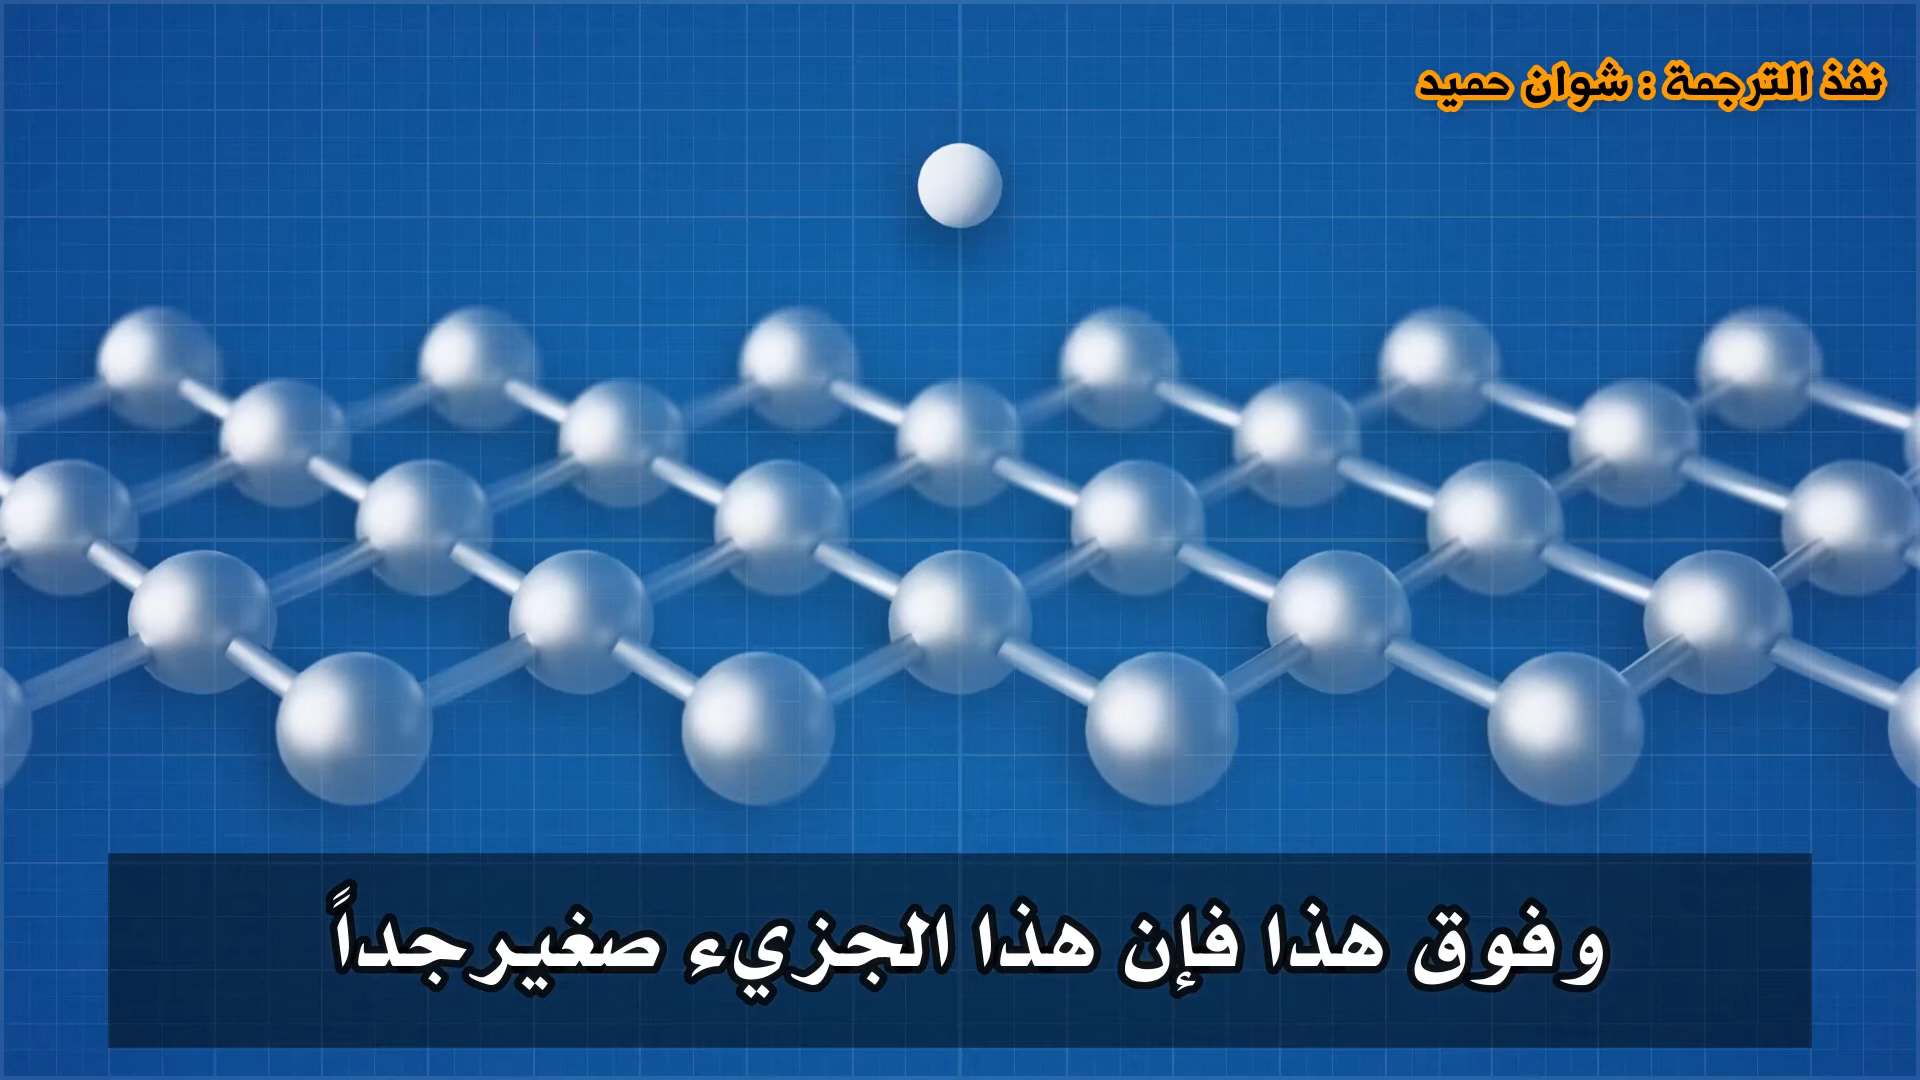 نفذ الترجمة : شوان حميد
وفوق هذا فإن هذا الجزيء صغيرجداً